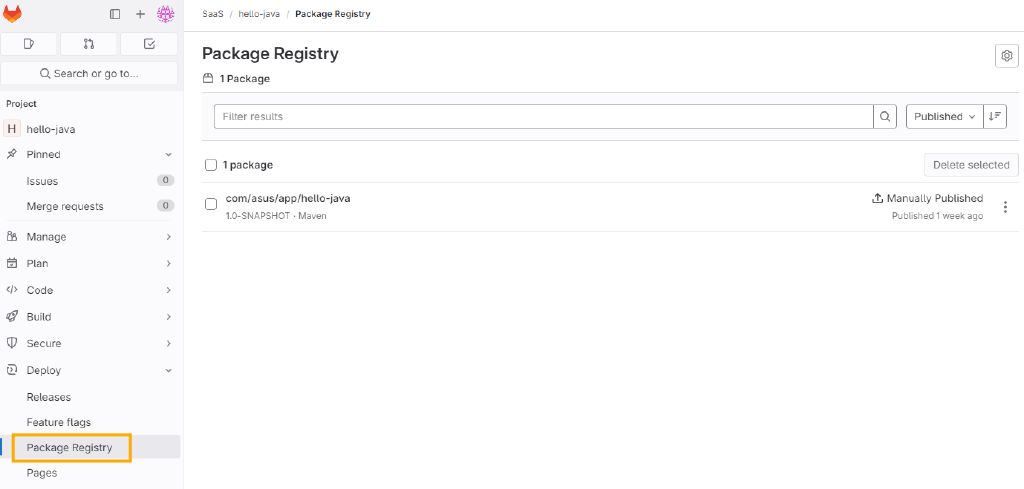 SaaS / hello-java / Package Registry
Search or go to...
Project
H hello-java
Pinned
Issues 0
Merge requests 0
Manage
Plan
Code
Build
Secure
Deploy
Releases
Feature flags
Package Registry
Pages
Package Registry
1 Package
Filter results
Published
1 package
Delete selected
com/asus/app/hello-java
Manually Published
1.0-SNAPSHOT · Maven
Published 1 week ago